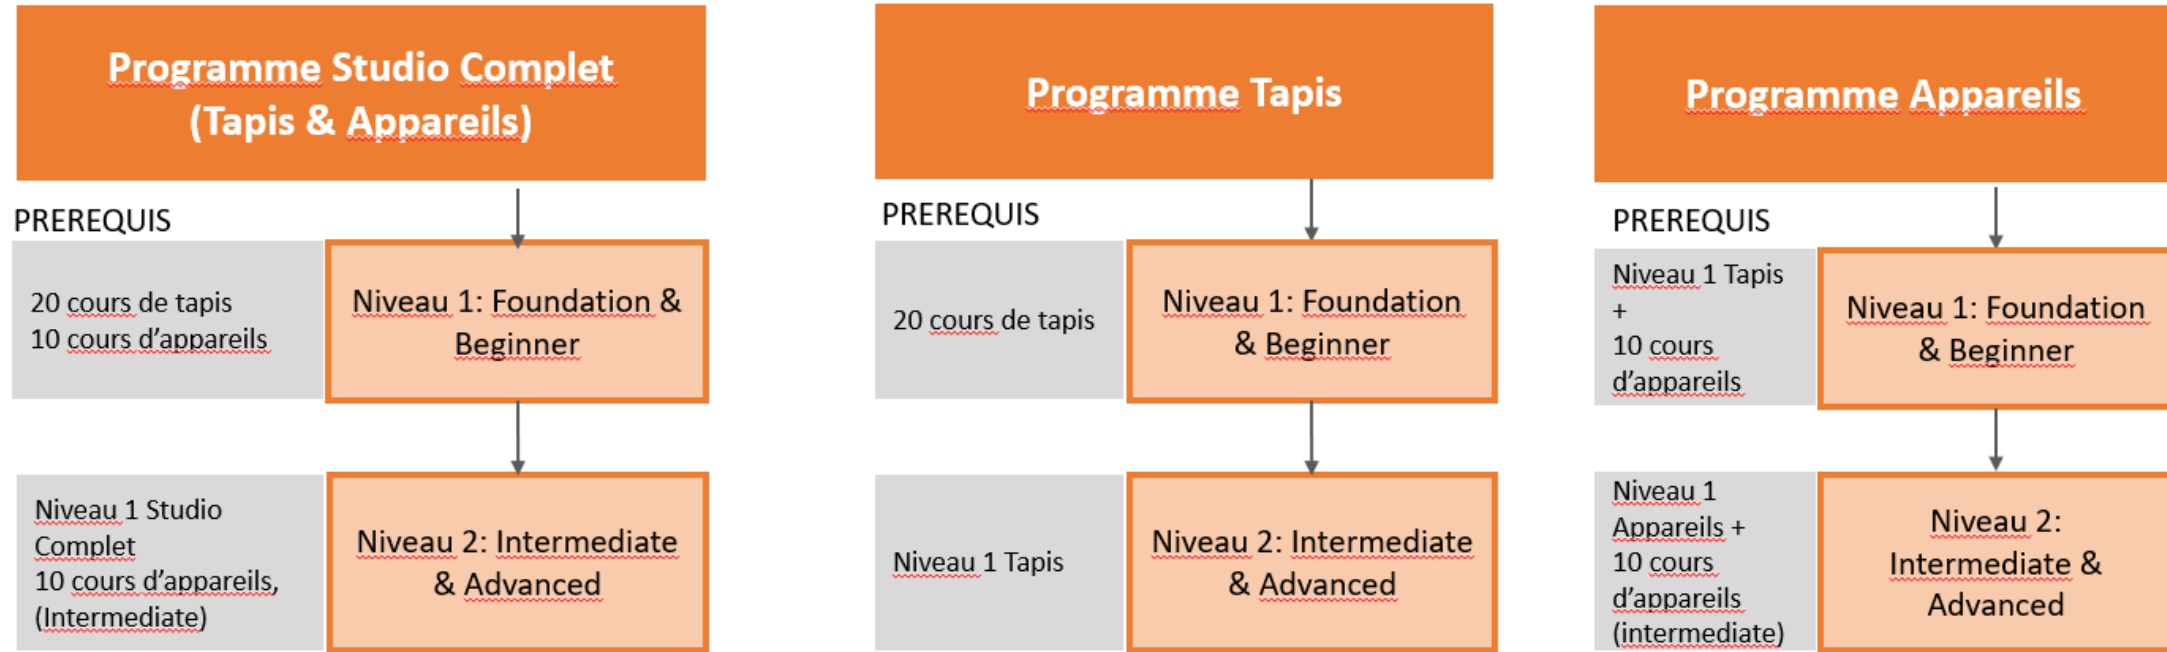 Programme Studio Complet
(Tapis & Appareils)
PREREQUIS
20 cours de tapis
10 cours d’appareils
Niveau 1: Foundation &
Beginner
Niveau 1 Studio
Complet
10 cours d’appareils,
(Intermediate)
Niveau 2: Intermediate
& Advanced
Programme Tapis
PREREQUIS
20 cours de tapis
Niveau 1: Foundation
& Beginner
Niveau 1 Tapis
Niveau 2: Intermediate
& Advanced
Programme Appareils
PREREQUIS
Niveau 1 Tapis
+
10 cours
d’appareils
Niveau 1: Foundation
& Beginner
Niveau 1
Appareils +
10 cours
d’appareils
(intermediate)
Niveau 2:
Intermediate &
Advanced